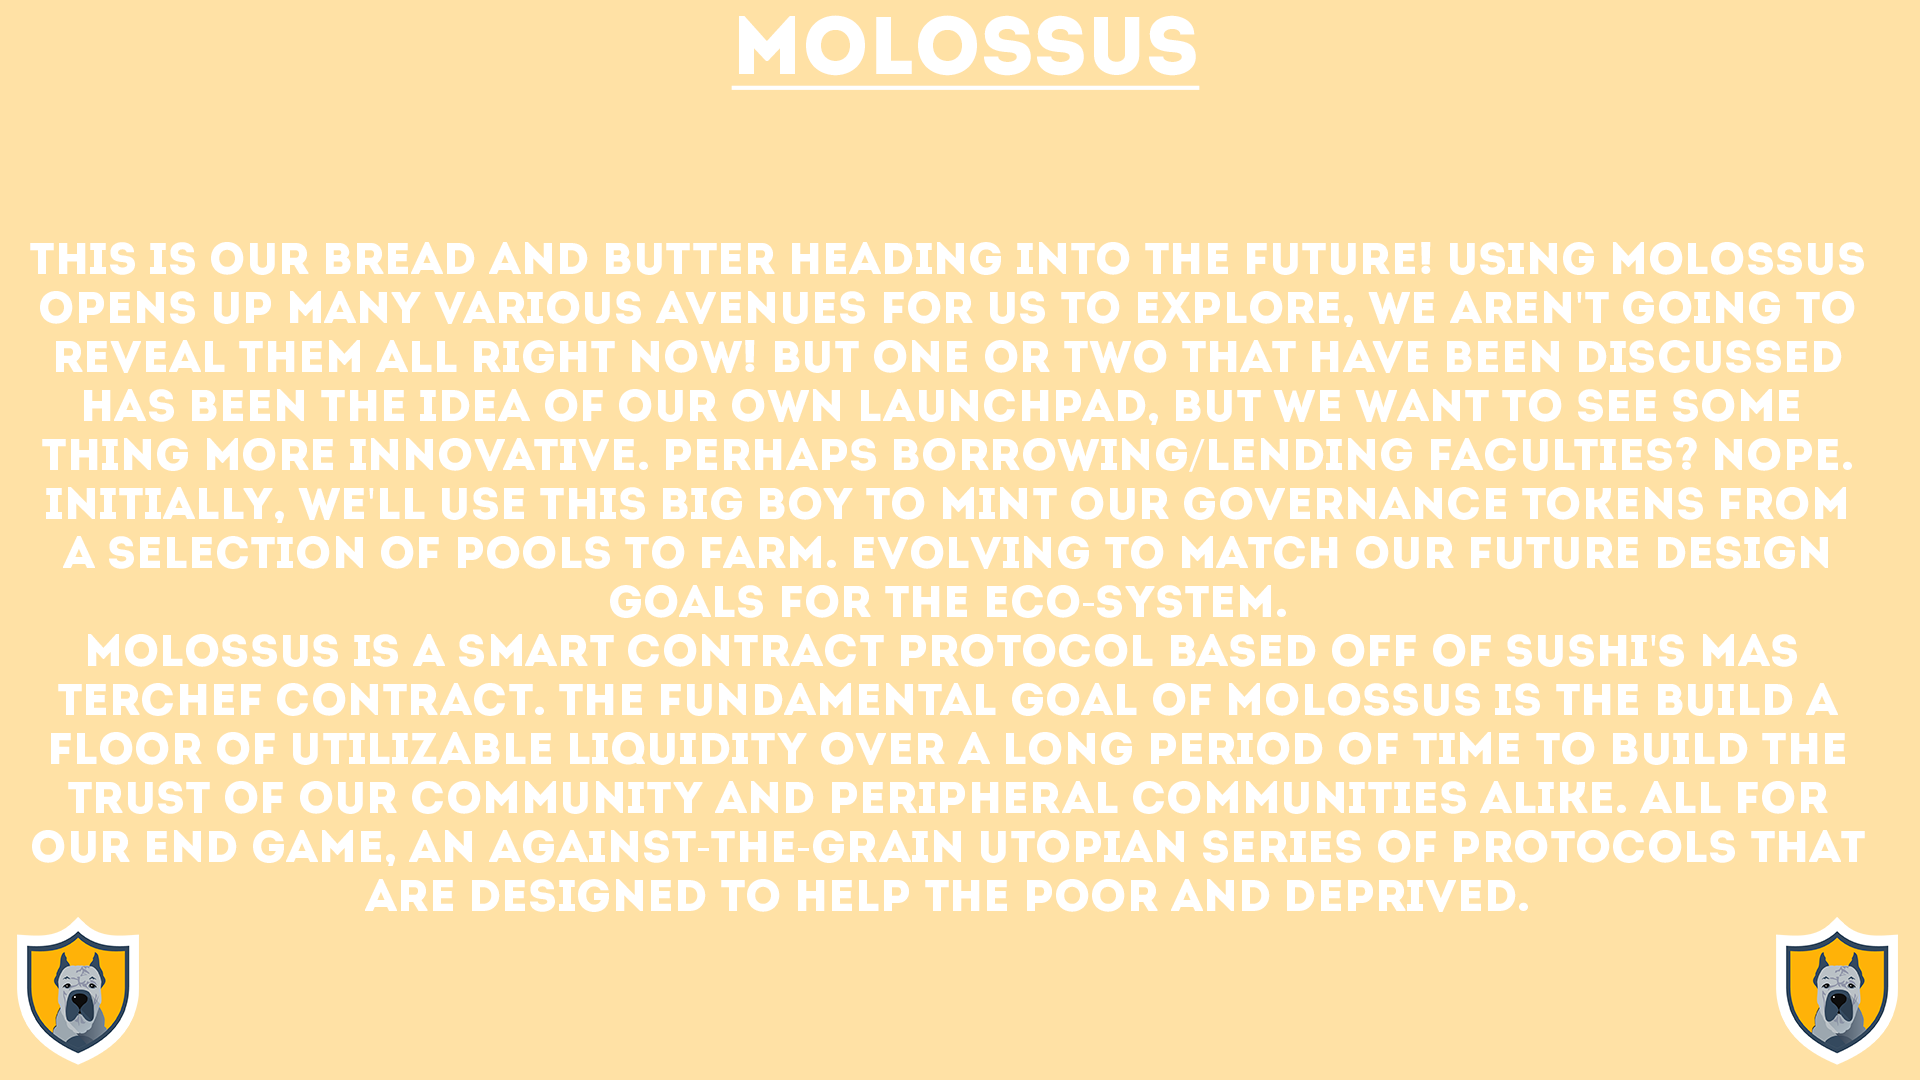 MOLOSSUS
THIS IS OUR BREAD AND BUTTER HEADING INTO THE FUTURE! USING MOLOSSUS
OPENS UP MANY VARIOUS AVENUES FOR US TO EXPLORE, WE AREN'T GOING TO
REVEAL THEM ALL RIGHT NOW! BUT ONE OR TWO THAT HAVE BEEN DISCUSSED
HAS BEEN THE IDEA OF OUR OWN LAUNCHPAD, BUT WE WANT TO SEE SOME
THING MORE INNOVATIVE. PERHAPS BORROWING/LENDING FACULTIES? NOPE.
INITIALLY, WE'LL USE THIS BIG BOY TO MINT OUR GOVERNANCE TOKENS FROM
A SELECTION OF POOLS TO FARM. EVOLVING TO MATCH OUR FUTURE DESIGN
GOALS FOR THE ECO-SYSTEM.
MOLOSSUS IS A SMART CONTRACT PROTOCOL BASED OFF OF SUSHI'S MAS
TERCHEF CONTRACT. THE FUNDAMENTAL GOAL OF MOLOSSUS IS THE BUILD A
FLOOR OF UTILIZABLE LIQUIDITY OVER A LONG PERIOD OF TIME TO BUILD THE
TRUST OF OUR COMMUNITY AND PERIPHERAL COMMUNITIES ALIKE. ALL FOR
OUR END GAME, AN AGAINST-THE-GRAIN UTOPIAN SERIES OF PROTOCOLS THAT
ARE DESIGNED TO HELP THE POOR AND DEPRIVED.